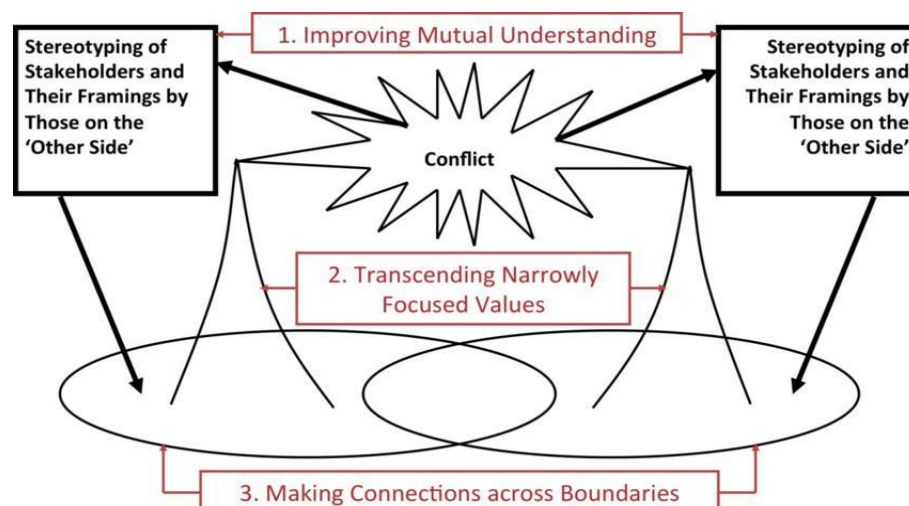 1. Improving Mutual Understanding
Stereotyping of
Stakeholders and
Their Framings by
Those on the
‘Other Side’
Stereotyping of
Stakeholders and
Their Framings by
Those on the
‘Other Side’
Conflict
2. Transcending Narrowly
Focused Values
3. Making Connections across Boundaries